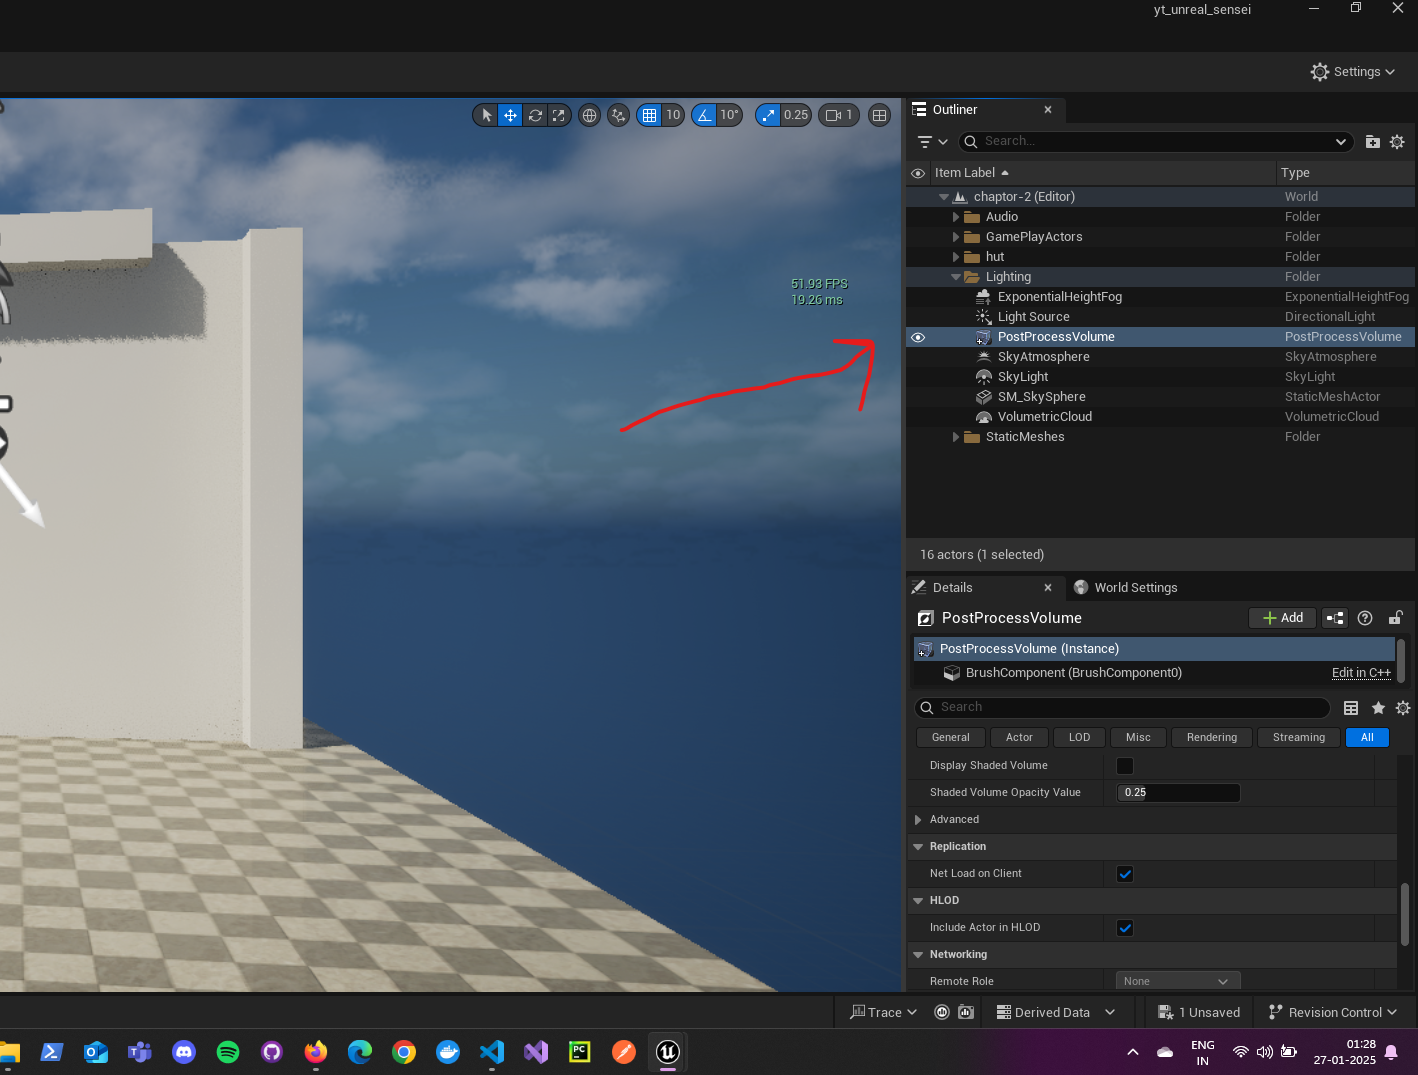 yt_unreal_sensei
Settings
10 10° 0.25 1
Outliner
Search...
Item Label Type
chaptor-2 (Editor) World
Audio Folder
GamePlayActors Folder
hut Folder
Lighting Folder
ExponentialHeightFog ExponentialHeightFog
Light Source DirectionalLight
PostProcessVolume PostProcessVolume
SkyAtmosphere SkyAtmosphere
SkyLight SkyLight
SM_SkySphere StaticMeshActor
VolumetricCloud VolumetricCloud
StaticMeshes Folder
51.93 FPS
19.26 ms
16 actors (1 selected)
Details World Settings
PostProcessVolume Add
PostProcessVolume (Instance)
BrushComponent (BrushComponent0) Edit in C++
Search
General Actor LOD Misc Rendering Streaming All
Display Shaded Volume
Shaded Volume Opacity Value 0.25
Advanced
Replication
Net Load on Client
HLOD
Include Actor in HLOD
Networking
Remote Role None
Trace Derived Data 1 Unsaved Revision Control
ENG
IN
01:28
27-01-2025